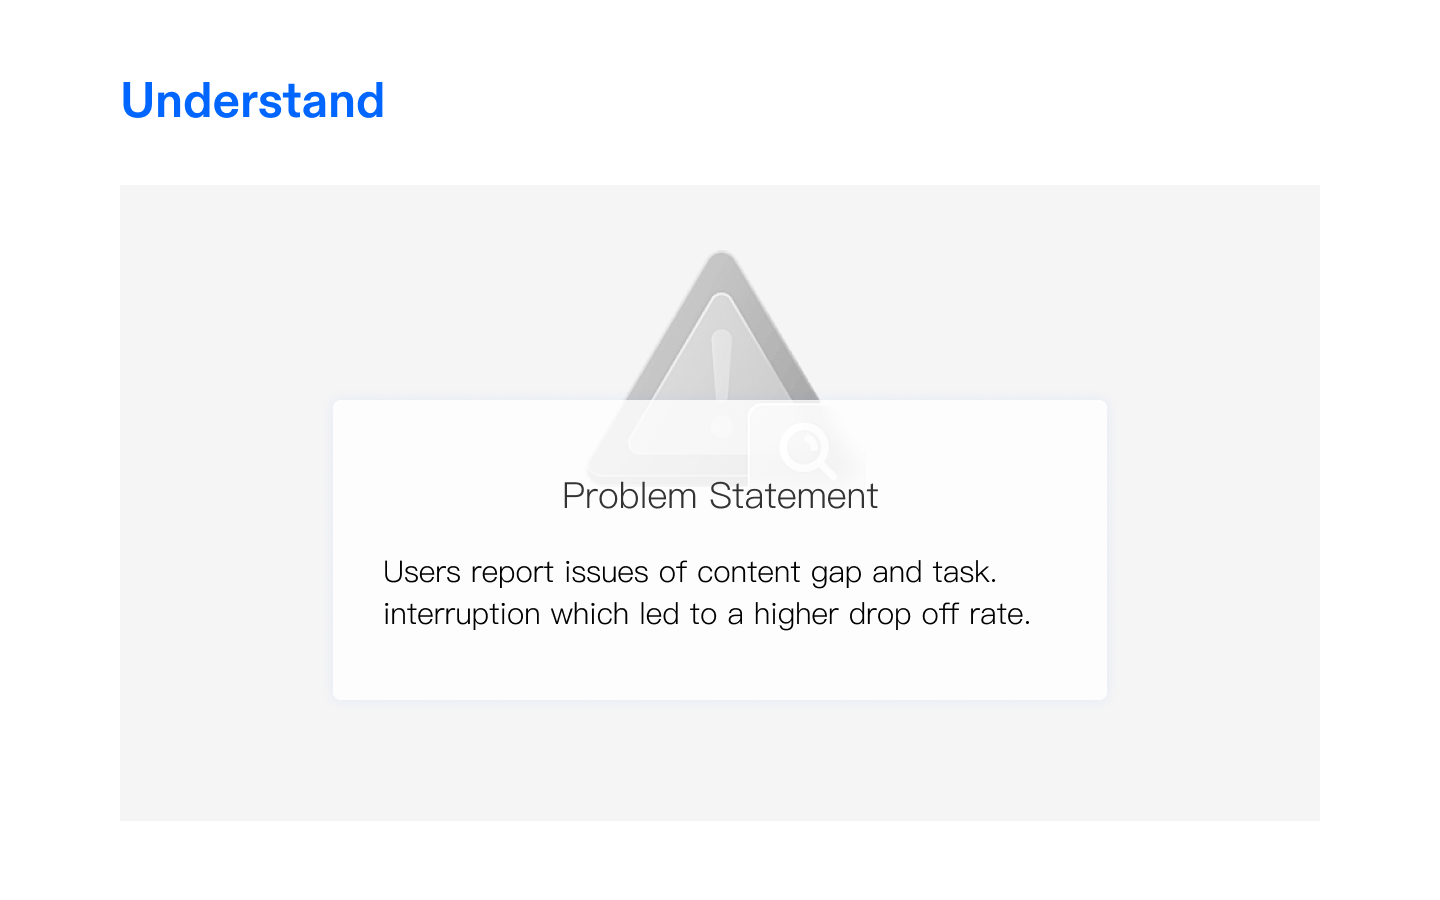 Understand
Problem Statement
Users report issues of content gap and task.
interruption which led to a higher drop off rate.